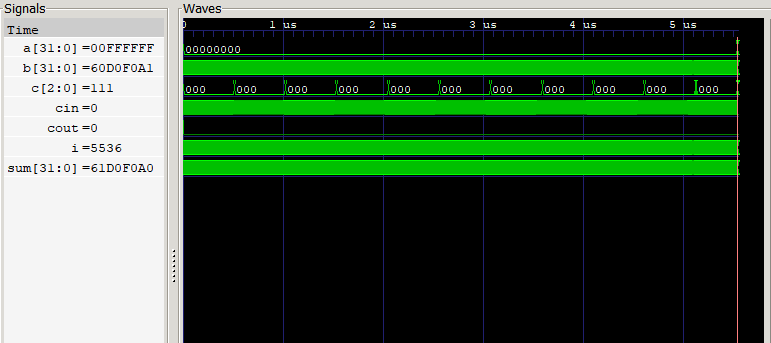 Signals
Waves
Time
0 1 us 2 us 3 us 4 us 5 us
a[31:0] =00FFFFFF
00000000
b[31:0] =60D0F0A1
c[2:0] =111
000 000 000 000 000 000 000 000 000 000 000
cin =0
cout =0
i =5536
sum[31:0] =61D0F0A0